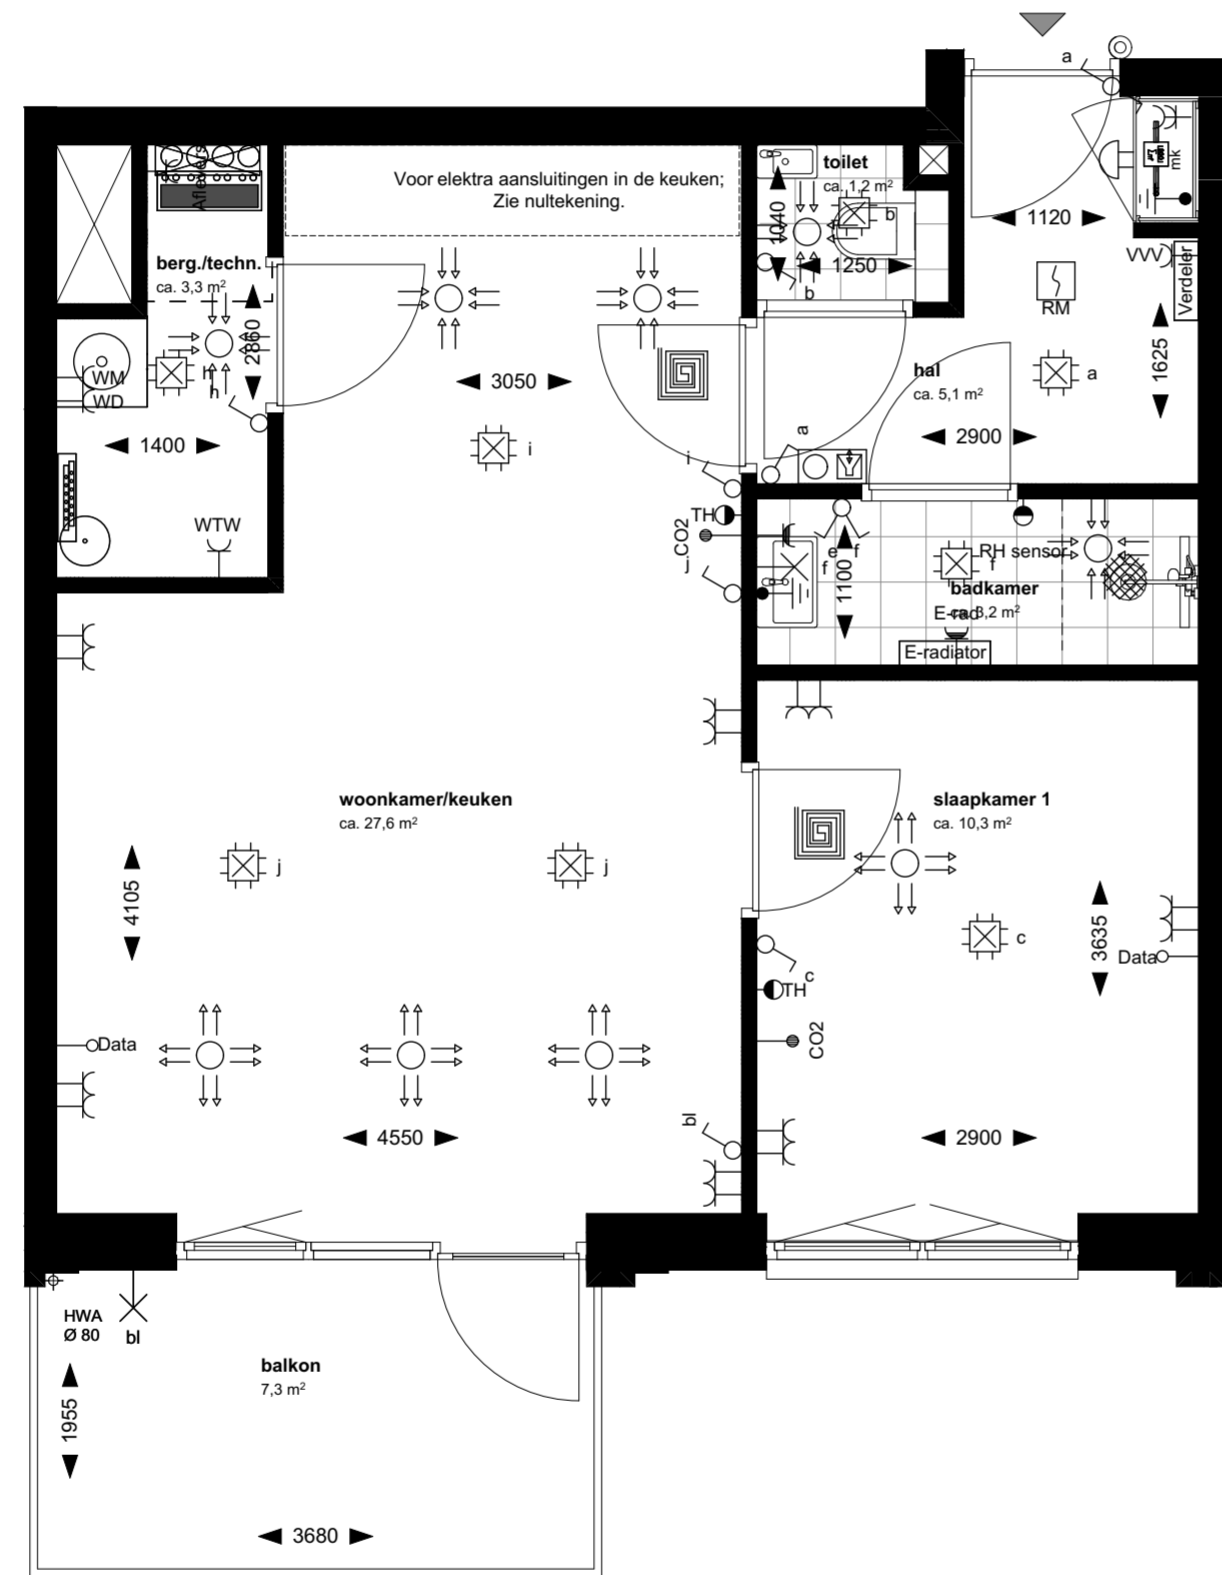 a
mk
toilet
ca. 1,2 m²
Voor elektra aansluitingen in de keuken;
Zie nultekening.
1040
b
1120
1250
b
berg./techn.
ca. 3,3 m²
RM
Verdeler
2860
1625
WM
WD
h
h
3050
hal
ca. 5,1 m²
a
1400
i
a
2900
i
WTW
TH
CO2
j
e f
f
1100
RH sensor
f
badkamer
ca. 3,2 m²
E-rad
E-radiator
woonkamer/keuken
ca. 27,6 m²
slaapkamer 1
ca. 10,3 m²
j
j
4105
3635
c
Data
c
TH
CO2
Data
bl
4550
2900
HWA
Ø 80
bl
balkon
7,3 m²
1955
3680